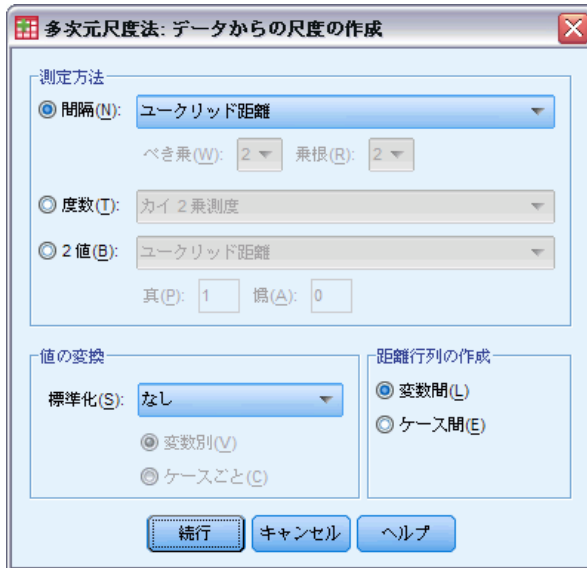 多次元尺度法: データからの尺度の作成
測定方法
間隔(N): ユークリッド距離
べき乗(W): 2 乗根(R): 2
度数(T): カイ 2 乗測度
2 値(B): ユークリッド距離
真(P): 1 偽(A): 0
値の変換
標準化(S): なし
変数別(V)
ケースごと(C)
距離行列の作成
変数間(L)
ケース間(E)
続行 キャンセル ヘルプ